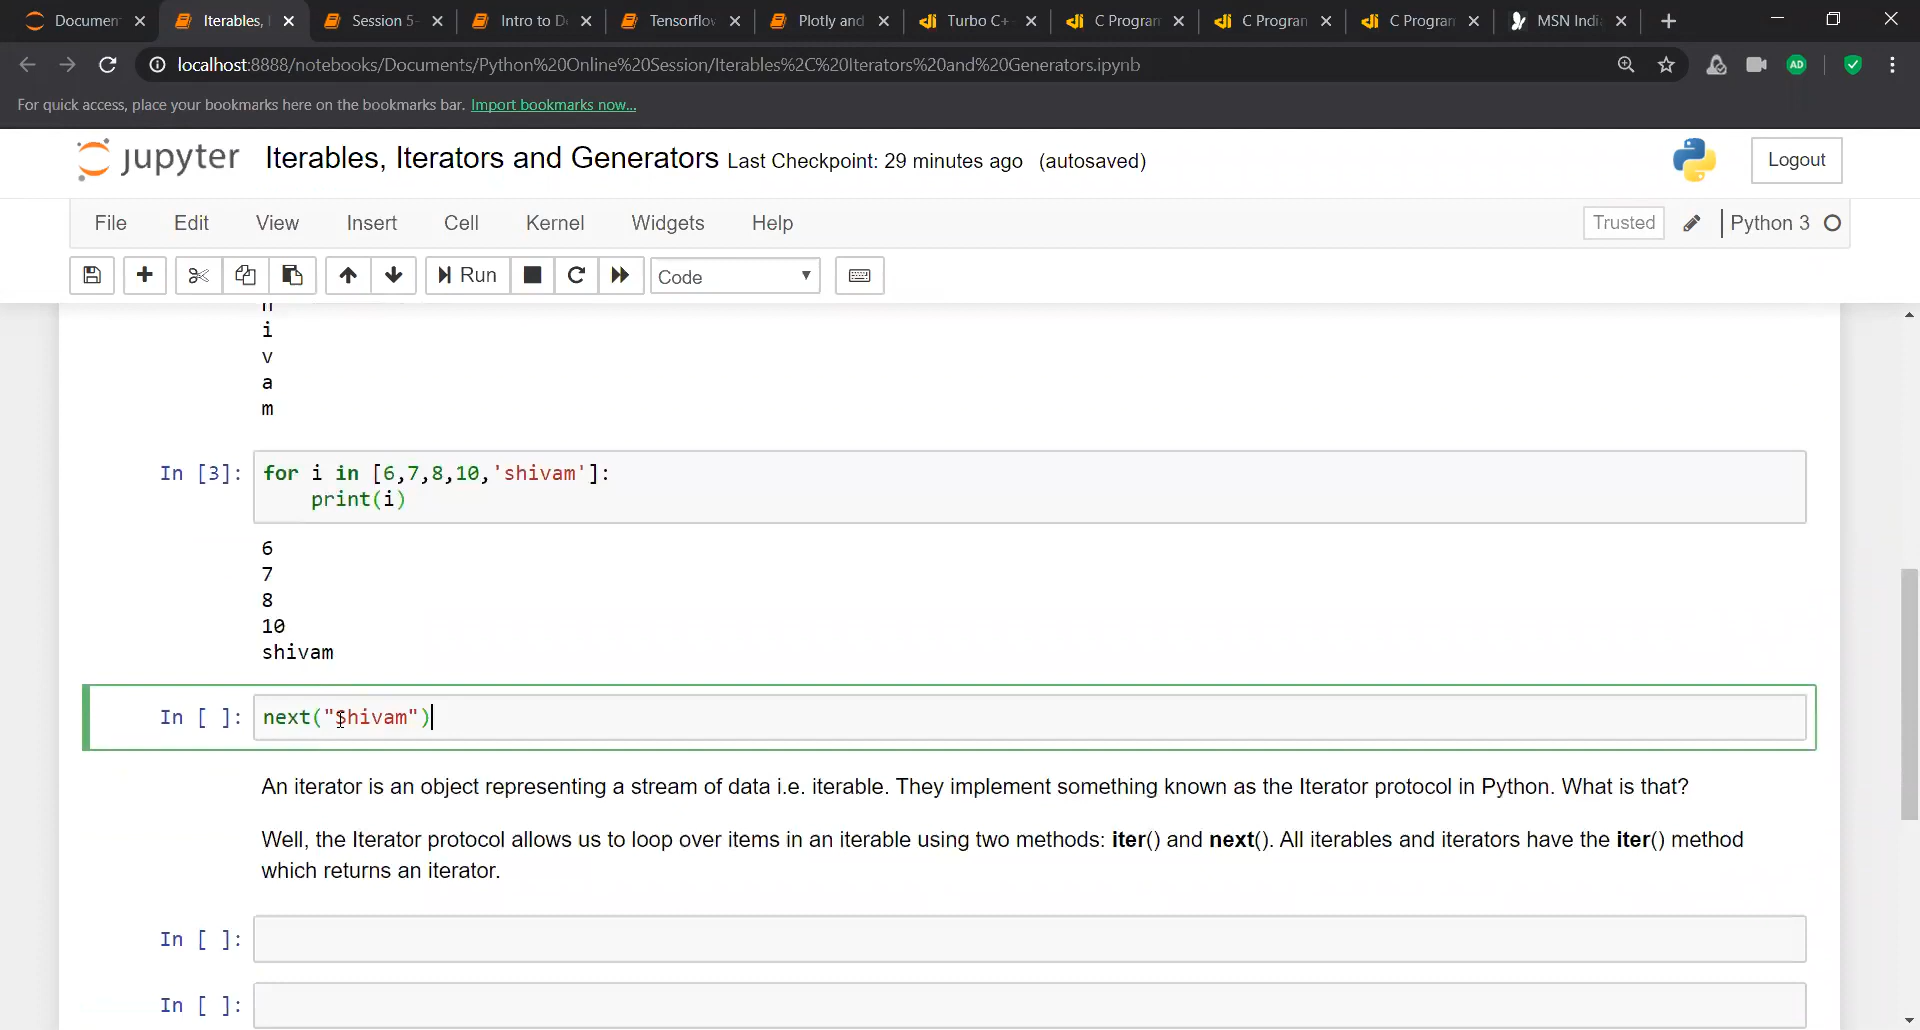 Documen
Iterables, I
Session 5-
Intro to De
Tensorflow
Plotly and
Turbo C++
C Program
C Program
C Program
MSN Indi
localhost:8888/notebooks/Documents/Python%20Online%20Session/Iterables%2C%20Iterators%20and%20Generators.ipynb
AD
For quick access, place your bookmarks here on the bookmarks bar. Import bookmarks now...
jupyter Iterables, Iterators and Generators Last Checkpoint: 29 minutes ago (autosaved)
Logout
File Edit View Insert Cell Kernel Widgets Help
Trusted Python 3
Run Code
i
v
a
m
In [3]: for i in [6,7,8,10,'shivam']:
print(i)
6
7
8
10
shivam
In [ ]: next("Shivam")
An iterator is an object representing a stream of data i.e. iterable. They implement something known as the Iterator protocol in Python. What is that?
Well, the Iterator protocol allows us to loop over items in an iterable using two methods: iter() and next(). All iterables and iterators have the iter() method
which returns an iterator.
In [ ]:
In [ ]: